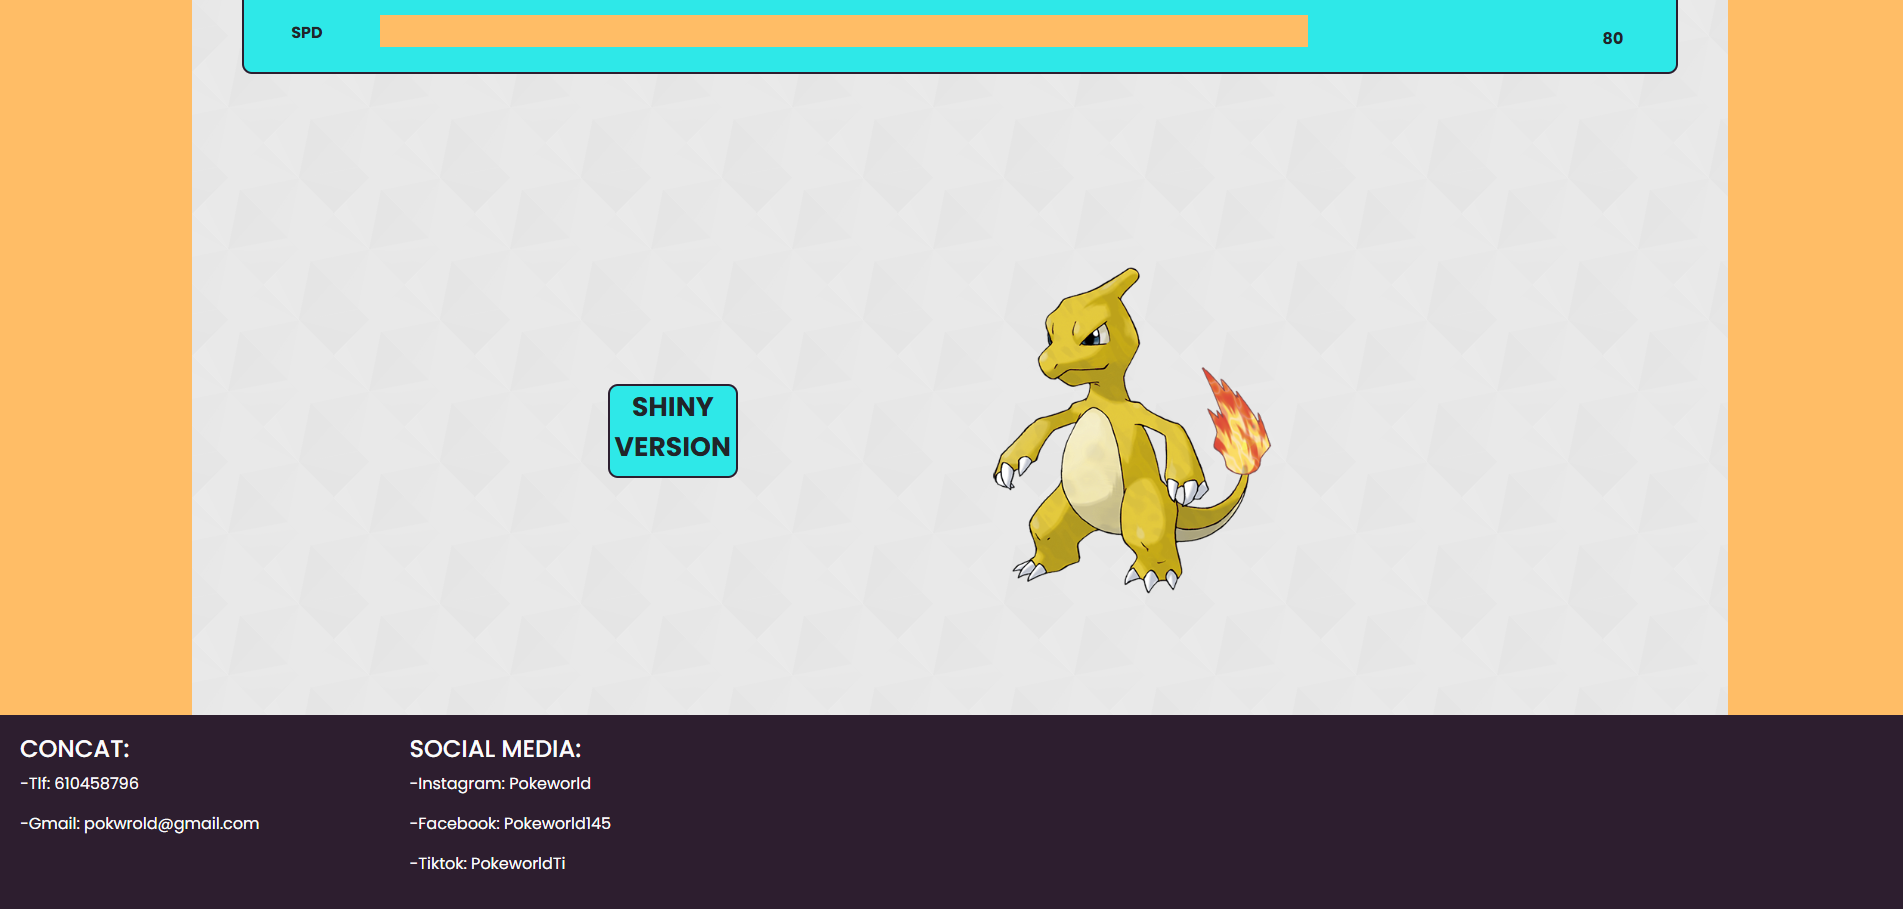 SPD
80
SHINY
VERSION
CONCAT:
-Tlf: 610458796
-Gmail: pokwrold@gmail.com
SOCIAL MEDIA:
-Instagram: Pokeworld
-Facebook: Pokeworld145
-Tiktok: PokeworldTi